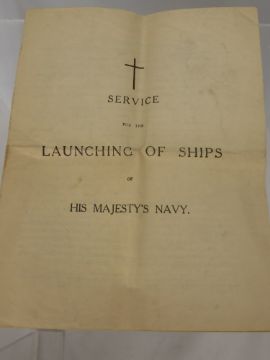 SERVICE
FOR THE
LAUNCHING OF SHIPS
OF
HIS MAJESTY'S NAVY.